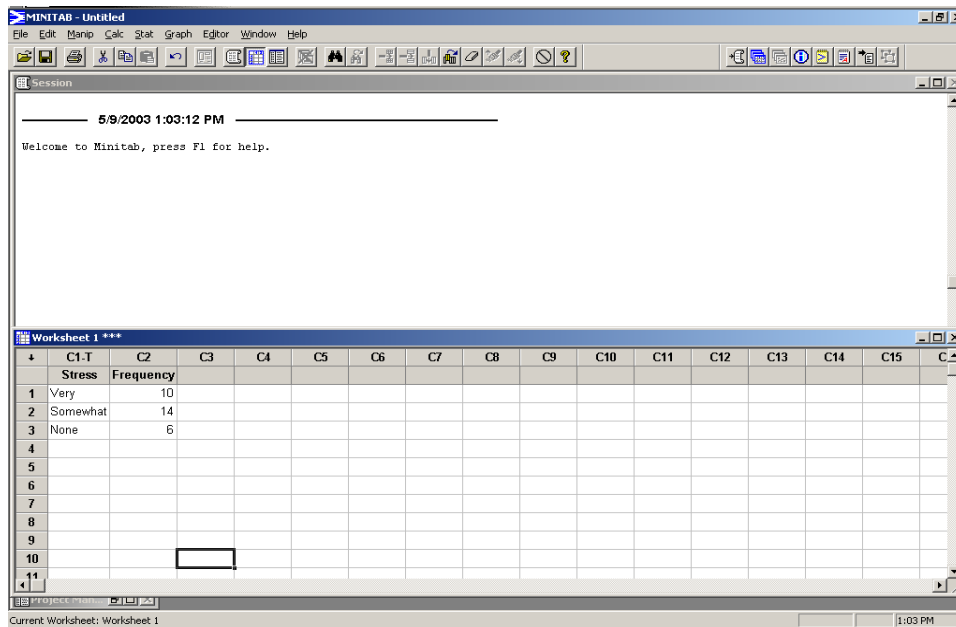 MINITAB - Untitled
File Edit Manip Calc Stat Graph Editor Window Help
Session
5/9/2003 1:03:12 PM
Welcome to Minitab, press F1 for help.
Worksheet 1 ***
↓ C1-T C2 C3 C4 C5 C6 C7 C8 C9 C10 C11 C12 C13 C14 C15 C
Stress Frequency
1 Very 10
2 Somewhat 14
3 None 6
4
5
6
7
8
9
10
11
Project Man...
Current Worksheet: Worksheet 1 1:03 PM